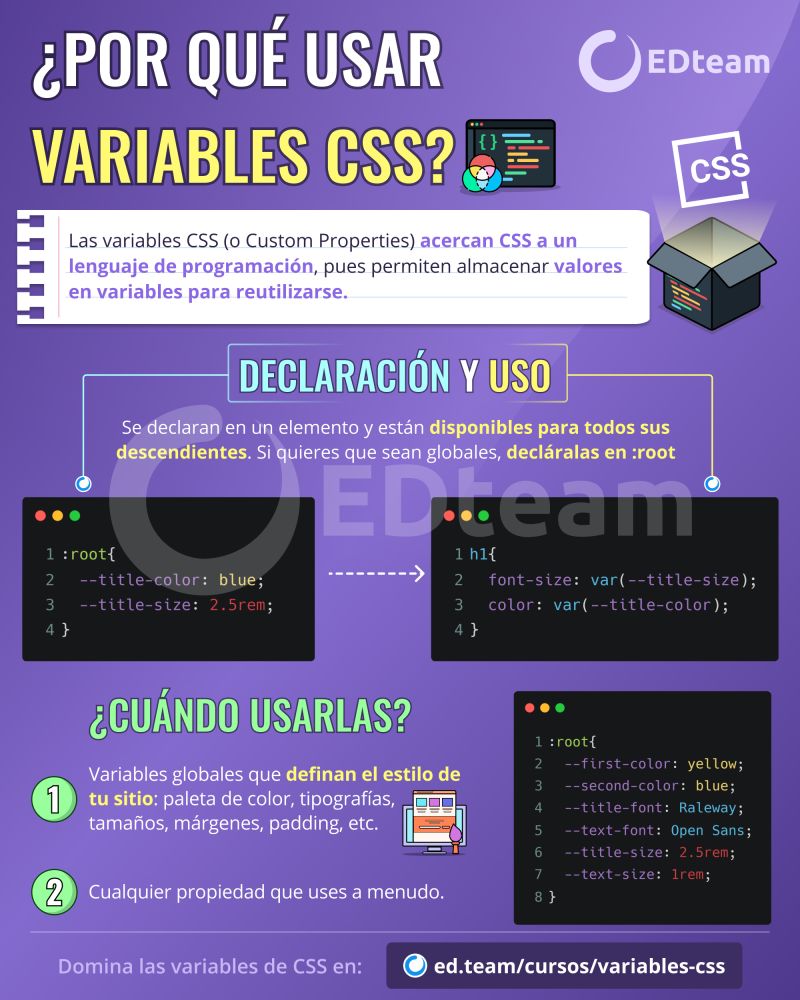 ¿POR QUÉ USAR
EDteam
VARIABLES CSS?
{}
CSS
Las variables CSS (o Custom Properties) acercan CSS a un
lenguaje de programación, pues permiten almacenar valores
en variables para reutilizarse.
DECLARACIÓN Y USO
Se declaran en un elemento y están disponibles para todos sus
descendientes. Si quieres que sean globales, decláralas en :root
EDteam
1 :root{
2 --title-color: blue;
3 --title-size: 2.5rem;
4 }
1 h1{
2 font-size: var(--title-size);
3 color: var(--title-color);
4 }
¿CUÁNDO USARLAS?
1
Variables globales que definan el estilo de
tu sitio: paleta de color, tipografías,
tamaños, márgenes, padding, etc.
2
Cualquier propiedad que uses a menudo.
1 :root{
2 --first-color: yellow;
3 --second-color: blue;
4 --title-font: Raleway;
5 --text-font: Open Sans;
6 --title-size: 2.5rem;
7 --text-size: 1rem;
8 }
Domina las variables de CSS en:
ed.team/cursos/variables-css